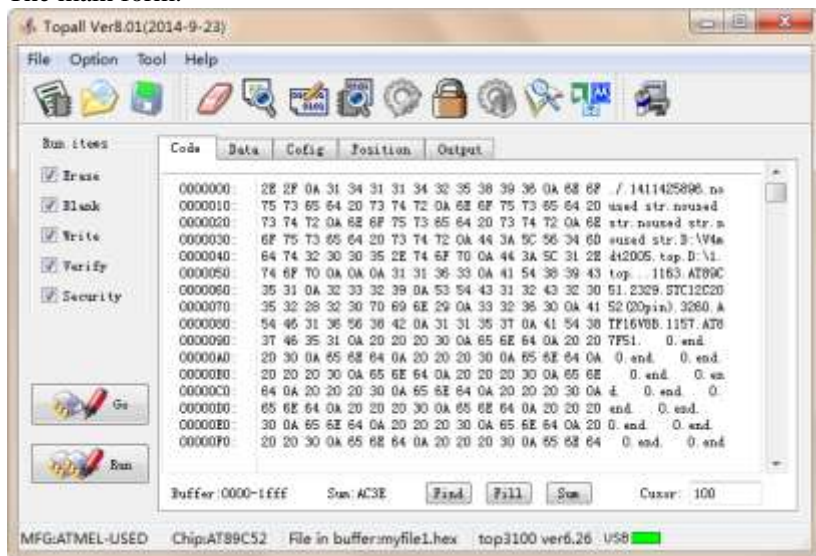 Topall Ver8.01(2014-9-23)
File Option Tool Help
Run items
Erase
Blank
Write
Verify
Security
Go
Run
Code Data Cofig Position Output
0000000: 2E 2F 0A 31 34 31 31 34 32 35 38 39 36 0A 6E 6F ./.1411425896.no
0000010: 75 73 65 64 20 73 74 72 0A 6E 6F 75 73 65 64 20 used str.noused
0000020: 73 74 72 0A 6E 6F 75 73 65 64 20 73 74 72 0A 6E str.noused str.n
0000030: 6F 75 73 65 64 20 73 74 72 0A 44 3A 5C 56 34 6D oused str.D:\V4m
0000040: 64 74 32 30 30 35 2E 74 6F 70 0A 44 3A 5C 31 2E dt2005.top.D:\1.
0000050: 74 6F 70 0A 0A 0A 31 31 36 33 0A 41 54 38 39 43 top...1163.AT89C
0000060: 35 31 0A 32 33 32 39 0A 53 54 43 31 32 43 32 30 51.2329.STC12C20
0000070: 35 32 28 32 30 70 69 6E 29 0A 33 32 36 30 0A 41 52(20pin).3260.A
0000080: 54 46 31 36 56 38 42 0A 31 31 35 37 0A 41 54 38 TF16V8B.1157.AT8
0000090: 37 46 35 31 0A 20 20 20 30 0A 65 6E 64 0A 20 20 7F51. 0.end.
00000A0: 20 30 0A 65 6E 64 0A 20 20 20 30 0A 65 6E 64 0A 0.end. 0.end.
00000B0: 20 20 20 30 0A 65 6E 64 0A 20 20 20 30 0A 65 6E 0.end. 0.en
00000C0: 64 0A 20 20 20 30 0A 65 6E 64 0A 20 20 20 30 0A d. 0.end. 0.
00000D0: 65 6E 64 0A 20 20 20 30 0A 65 6E 64 0A 20 20 20 end. 0.end.
00000E0: 30 0A 65 6E 64 0A 20 20 20 30 0A 65 6E 64 0A 20 0.end. 0.end.
00000F0: 20 20 30 0A 65 6E 64 0A 20 20 20 30 0A 65 6E 64 0.end. 0.end
Buffer:0000-1fff Sum:AC3E Find Fill Sum Cusor: 100
MFG:ATMEL-USED Chip:AT89C52 File in buffer:myfile1.hex top3100 ver6.26 USB